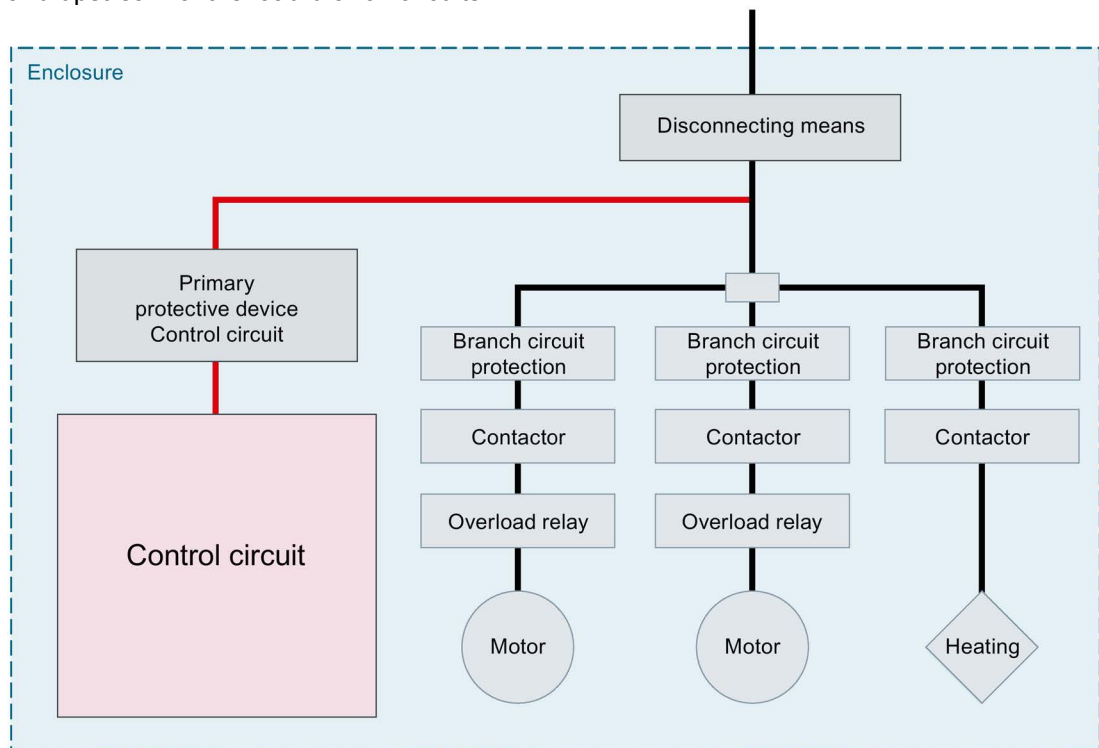 Enclosure
Disconnecting means
Primary
protective device
Control circuit
Branch circuit
protection
Branch circuit
protection
Branch circuit
protection
Contactor
Contactor
Contactor
Overload relay
Overload relay
Control circuit
Motor
Motor
Heating